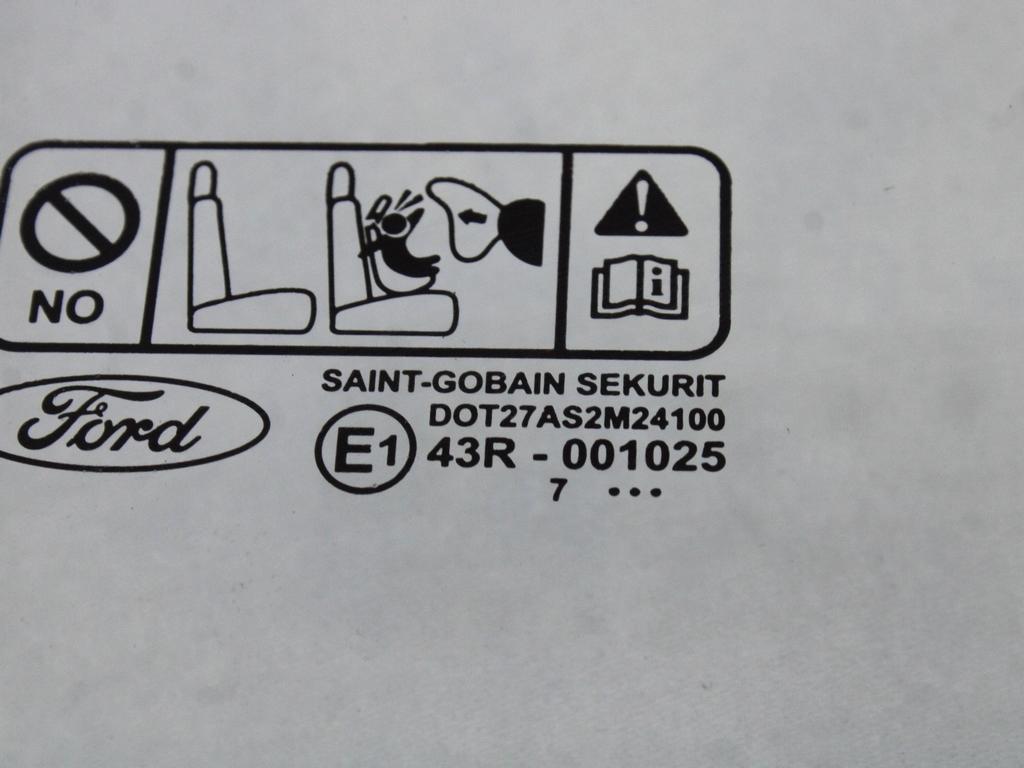 NO
i
Ford
SAINT-GOBAIN SEKURIT
DOT27AS2M24100
E1 43R - 001025
7 •••